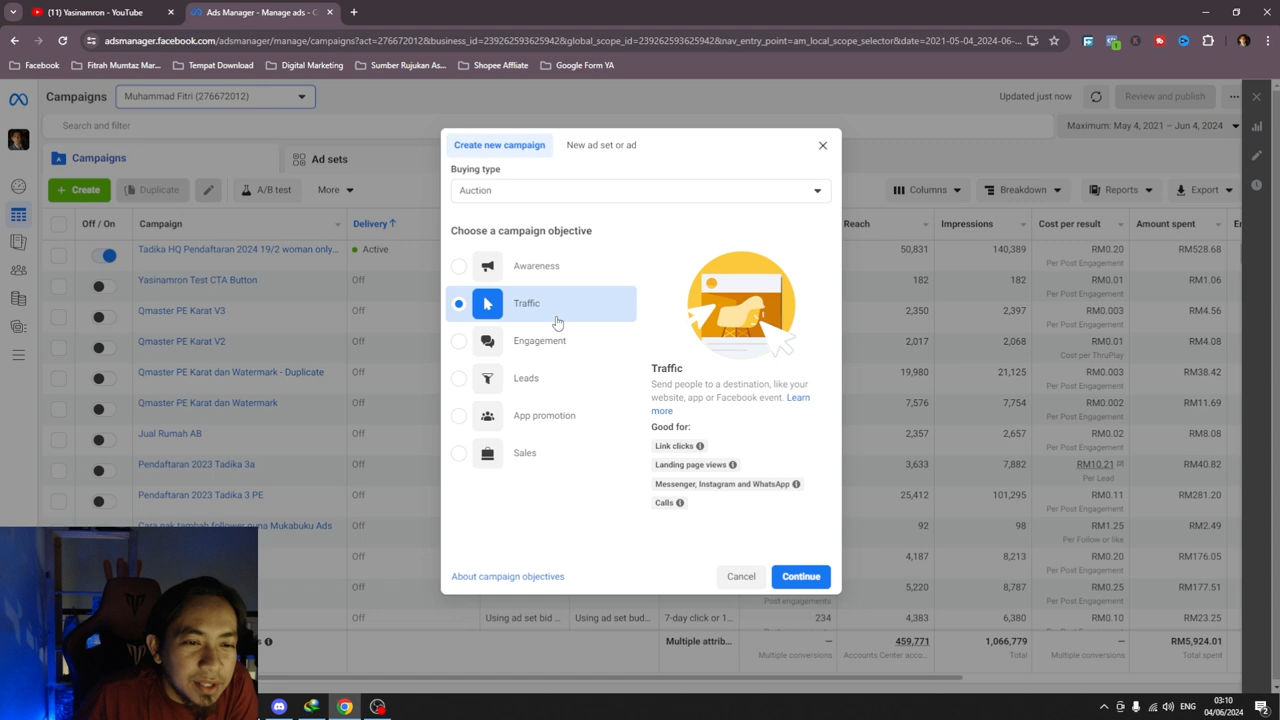 (11) Yasinamron - YouTube
Ads Manager - Manage ads - C
adsmanager.facebook.com/adsmanager/manage/campaigns?act=276672012&business_id=239262593625942&global_scope_id=239262593625942&nav_entry_point=am_local_scope_selector&date=2021-05-04_2024-06-...
Facebook
Fitrah Mumtaz Mar...
Tempat Download
Digital Marketing
Sumber Rujukan As...
Shopee Affliate
Google Form YA
Campaigns
Muhammad Fitri (276672012)
Updated just now
Review and publish
Search and filter
Maximum: May 4, 2021 – Jun 4, 2024
Campaigns
Ad sets
Create
Duplicate
A/B test
More
Columns
Breakdown
Reports
Export
Off / On
Campaign
Delivery ↑
Reach
Impressions
Cost per result
Amount spent
Tadika HQ Pendaftaran 2024 19/2 woman only...
Active
50,831
140,389
RM0.20
RM528.68
Per Post Engagement
Yasinamron Test CTA Button
Off
182
182
RM0.01
RM1.06
Per Post Engagement
Qmaster PE Karat V3
Off
2,350
2,397
RM0.003
RM4.56
Per Post Engagement
Qmaster PE Karat V2
Off
2,017
2,068
RM0.01
RM4.08
Cost per ThruPlay
Qmaster PE Karat dan Watermark - Duplicate
Off
19,980
21,125
RM0.003
RM38.42
Per Post Engagement
Qmaster PE Karat dan Watermark
Off
7,576
7,754
RM0.002
RM11.69
Per Post Engagement
Jual Rumah AB
Off
2,357
2,657
RM0.02
RM8.08
Per Post Engagement
Pendaftaran 2023 Tadika 3a
Off
3,633
7,882
RM10.21 [2]
RM40.82
Per Lead
Pendaftaran 2023 Tadika 3 PE
Off
25,412
101,295
RM0.11
RM281.20
Per Post Engagement
Cara nak tambah follower guna Mukabuku Ads
Off
92
98
RM1.25
RM2.49
Per Follow or like
Off
4,187
8,213
RM0.20
RM176.05
Per Post Engagement
Off
5,220
8,787
RM0.25
RM177.51
Post engagements
Per Post Engagement
Off
Using ad set bid ...
Using ad set bud...
7-day click or 1...
234
4,383
6,380
RM0.10
RM23.25
Multiple attrib...
—
459,771
1,066,779
—
RM5,924.01
Multiple conversions
Accounts Center acco...
Total
Multiple conversions
Total spent
Create new campaign
New ad set or ad
Buying type
Auction
Choose a campaign objective
Awareness
Traffic
Engagement
Leads
App promotion
Sales
Traffic
Send people to a destination, like your
website, app or Facebook event. Learn
more
Good for:
Link clicks
Landing page views
Messenger, Instagram and WhatsApp
Calls
About campaign objectives
Cancel
Continue
ENG
03:10
04/05/2024